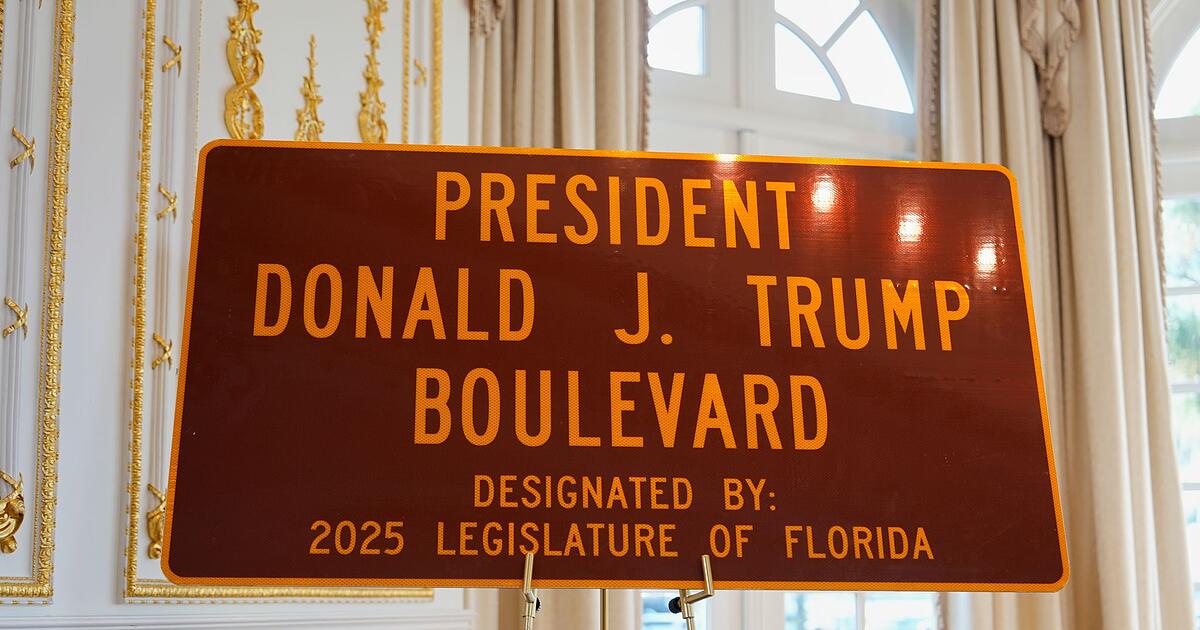 PRESIDENT
DONALD J. TRUMP
BOULEVARD
DESIGNATED BY:
2025 LEGISLATURE OF FLORIDA